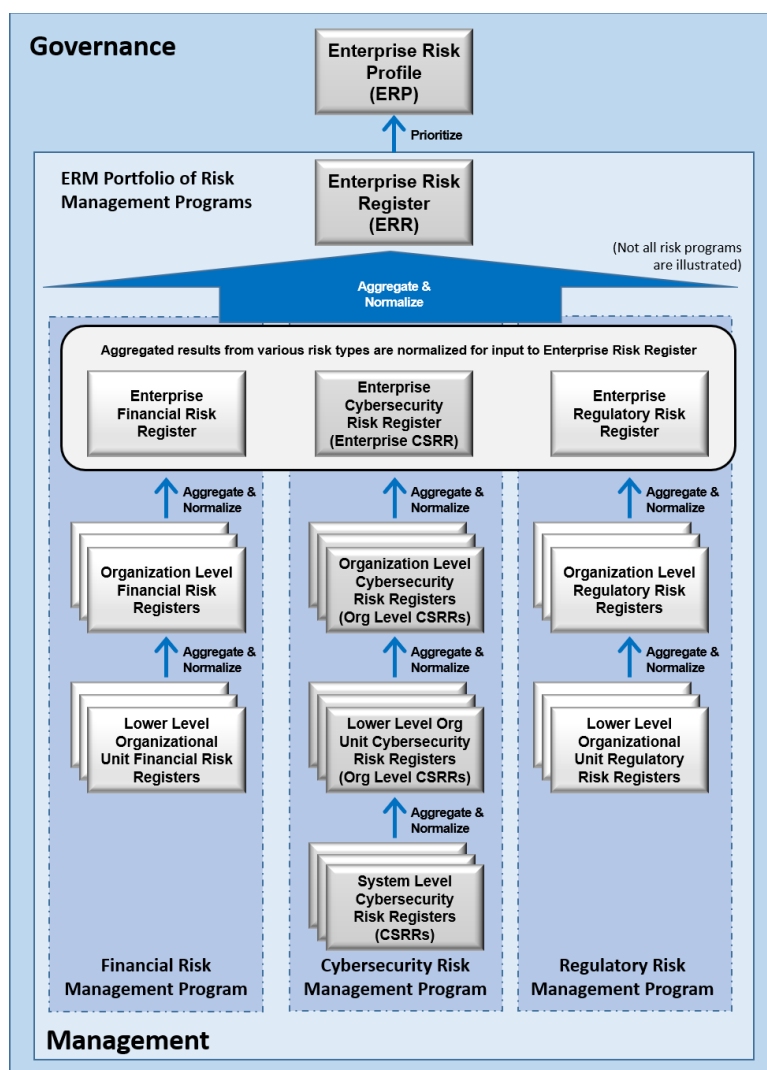 Governance
Enterprise Risk
Profile
(ERP)
Prioritize
ERM Portfolio of Risk
Management Programs
Enterprise Risk
Register
(ERR)
(Not all risk programs
are illustrated)
Aggregate &
Normalize
Aggregated results from various risk types are normalized for input to Enterprise Risk Register
Enterprise
Financial Risk
Register
Enterprise
Cybersecurity
Risk Register
(Enterprise CSRR)
Enterprise
Regulatory Risk
Register
Aggregate &
Normalize
Aggregate &
Normalize
Aggregate &
Normalize
Organization Level
Financial Risk
Registers
Organization Level
Cybersecurity
Risk Registers
(Org Level CSRRs)
Organization Level
Regulatory Risk
Registers
Aggregate &
Normalize
Aggregate &
Normalize
Aggregate &
Normalize
Lower Level
Organizational
Unit Financial Risk
Registers
Lower Level Org
Unit Cybersecurity
Risk Registers
(Org Level CSRRs)
Lower Level
Organizational
Unit Regulatory
Risk Registers
Aggregate &
Normalize
System Level
Cybersecurity
Risk Registers
(CSRRs)
Financial Risk
Management Program
Cybersecurity Risk
Management Program
Regulatory Risk
Management Program
Management